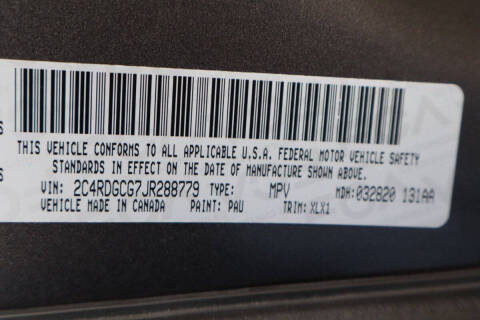 THIS VEHICLE CONFORMS TO ALL APPLICABLE U.S.A. FEDERAL MOTOR VEHICLE SAFETY
STANDARDS IN EFFECT ON THE DATE OF MANUFACTURE SHOWN ABOVE.
VIN: 2C4RDGCG7JR288779 TYPE: MPV MDH:032820 131AA
VEHICLE MADE IN CANADA PAINT: PAU TRIM:XLX1